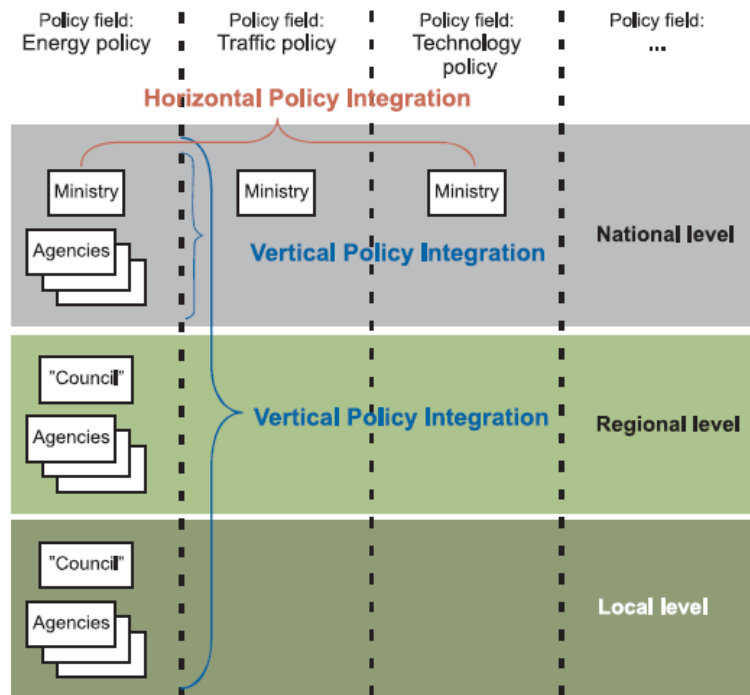 Policy field:
Energy policy
Policy field:
Traffic policy
Policy field:
Technology
policy
Policy field:
...
Horizontal Policy Integration
Ministry
Ministry
Ministry
Agencies
Vertical Policy Integration
National level
"Council"
Agencies
Vertical Policy Integration
Regional level
"Council"
Agencies
Local level